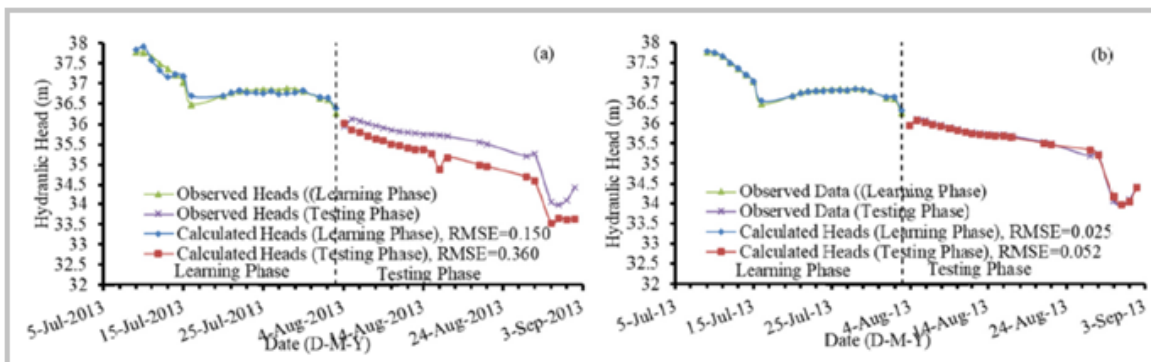 38
37.5
37
36.5
36
35.5
35
34.5
34
33.5
33
32.5
32
Hydraulic Head (m)
(a)
Observed Heads ((Learning Phase)
Observed Heads (Testing Phase)
Calculated Heads (Learning Phase), RMSE=0.150
Calculated Heads (Testing Phase), RMSE=0.360
Learning Phase
Testing Phase
5-Jul-2013
15-Jul-2013
25-Jul-2013
4-Aug-2013
14-Aug-2013
24-Aug-2013
3-Sep-2013
Date (D-M-Y)
38
37.5
37
36.5
36
35.5
35
34.5
34
33.5
33
32.5
32
Hydraulic Head (m)
(b)
Observed Data ((Learning Phase)
Observed Data (Testing Phase)
Calculated Heads (Learning Phase), RMSE=0.025
Calculated Heads (Testing Phase), RMSE=0.052
Learning Phase
Testing Phase
5-Jul-13
15-Jul-13
25-Jul-13
4-Aug-13
14-Aug-13
24-Aug-13
3-Sep-13
Date (D-M-Y)